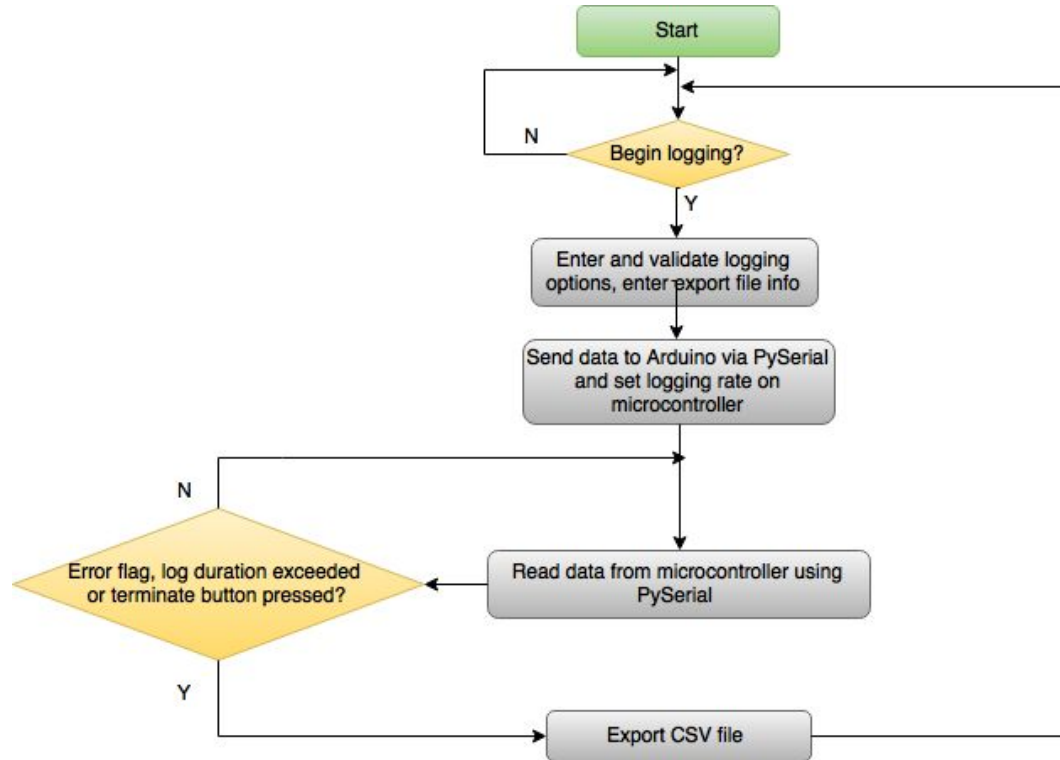 Start
N
Begin logging?
Y
Enter and validate logging
options, enter export file info
Send data to Arduino via PySerial
and set logging rate on
microcontroller
N
Error flag, log duration exceeded
or terminate button pressed?
Read data from microcontroller using
PySerial
Y
Export CSV file